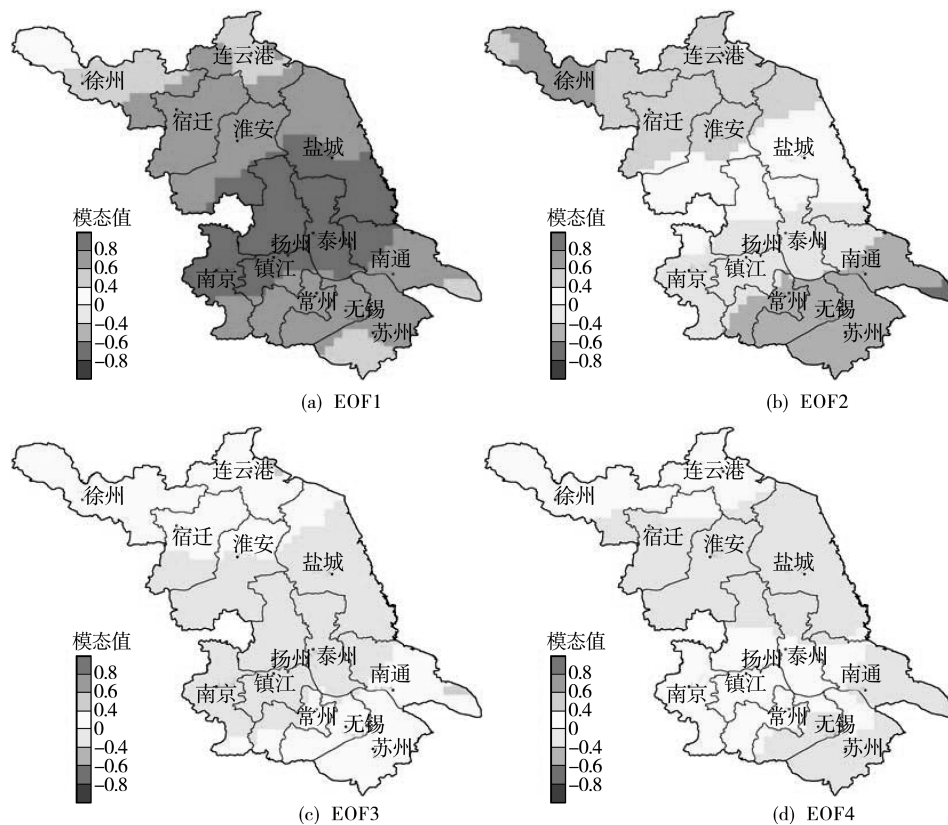 连云港
徐州
宿迁
淮安
盐城
模态值
0.8
0.6
0.4
0
-0.4
-0.6
-0.8
扬州
泰州
南京
镇江
南通
常州
无锡
苏州
(a) EOF1
连云港
徐州
宿迁
淮安
盐城
模态值
0.8
0.6
0.4
0
-0.4
-0.6
-0.8
扬州
泰州
南京
镇江
南通
常州
无锡
苏州
(b) EOF2
连云港
徐州
宿迁
淮安
盐城
模态值
0.8
0.6
0.4
0
-0.4
-0.6
-0.8
扬州
泰州
南京
镇江
南通
常州
无锡
苏州
(c) EOF3
连云港
徐州
宿迁
淮安
盐城
模态值
0.8
0.6
0.4
0
-0.4
-0.6
-0.8
扬州
泰州
南京
镇江
南通
常州
无锡
苏州
(d) EOF4